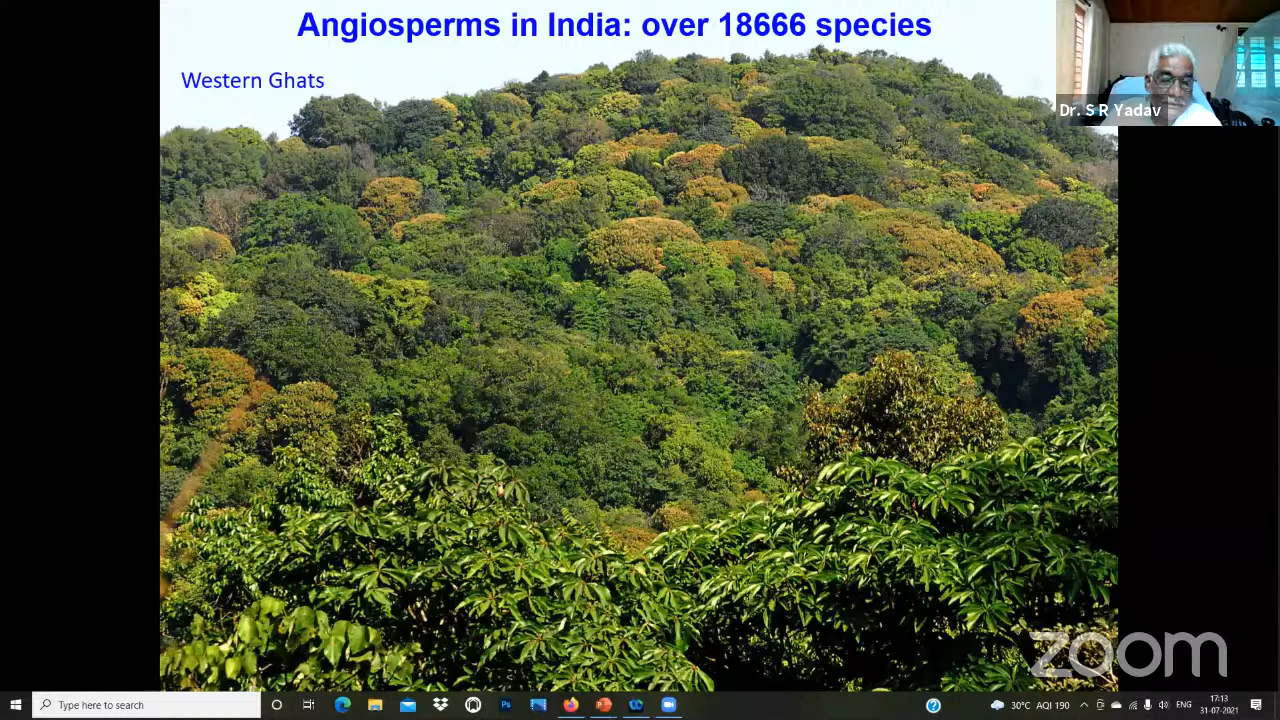 Angiosperms in India: over 18666 species
Western Ghats
Dr. S R Yadav
zoom
Type here to search
30°C AQI 190
ENG
17:13
31-07-2021